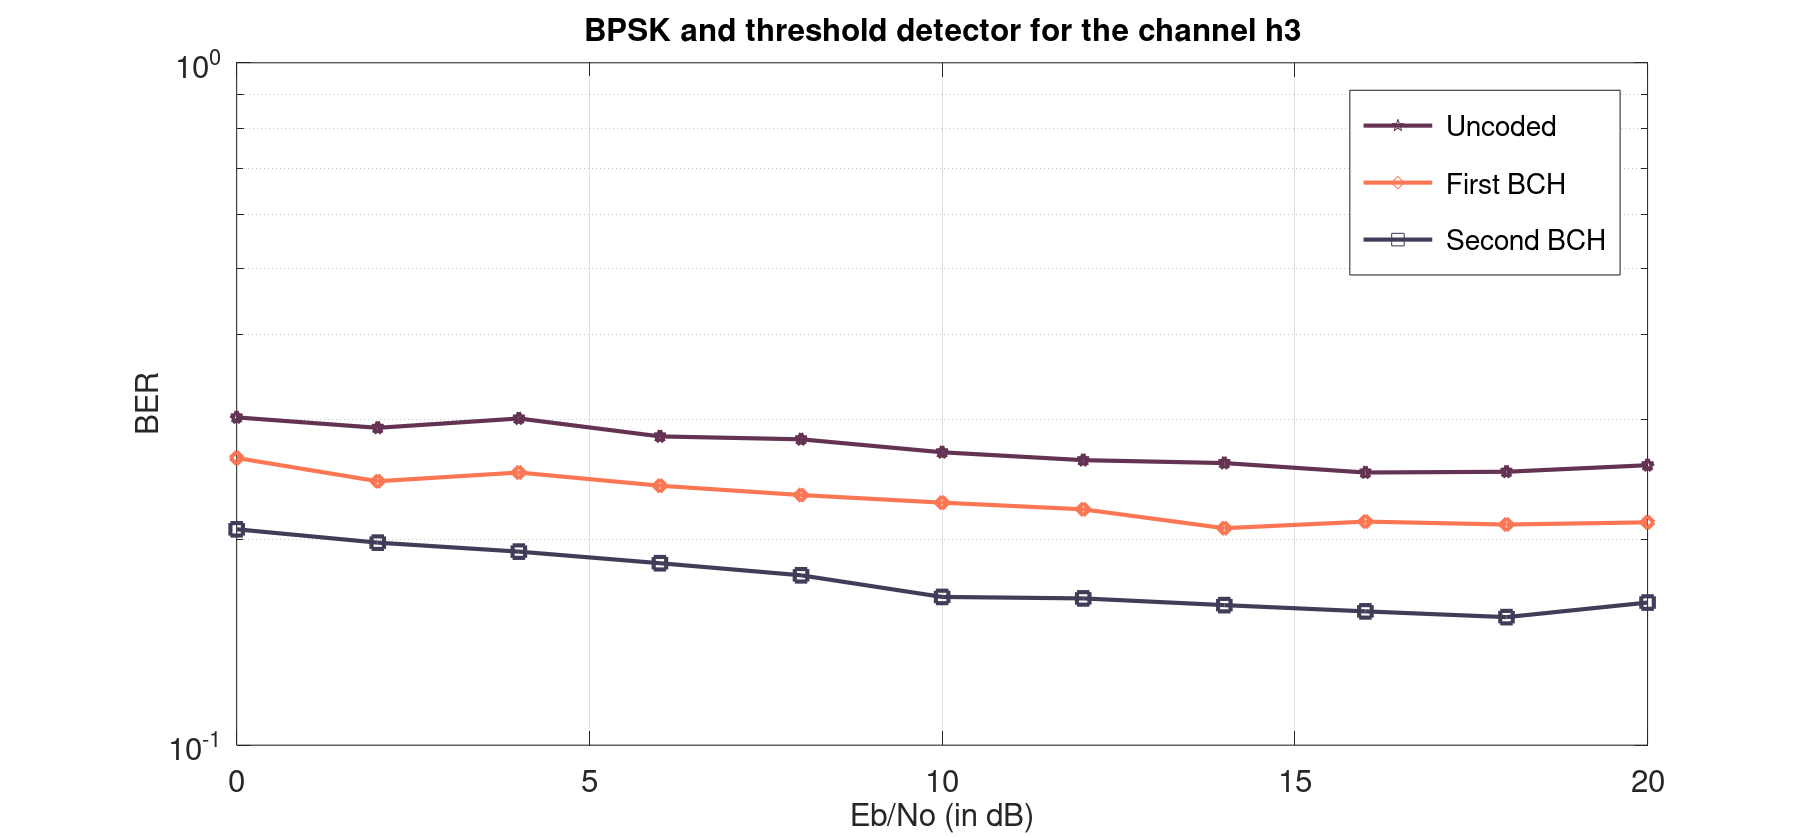 BPSK and threshold detector for the channel h3
10^0
Uncoded
First BCH
Second BCH
BER
10^-1
0 5 10 15 20
Eb/No (in dB)